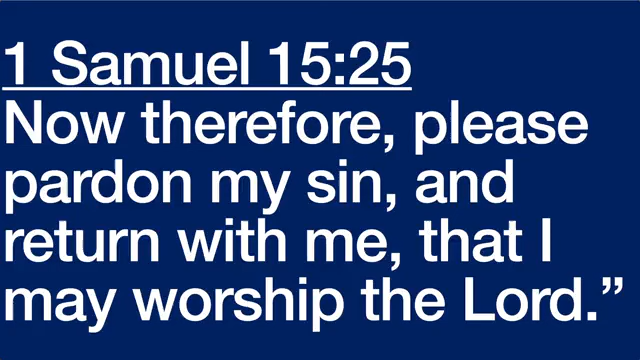 1 Samuel 15:25
Now therefore, please
pardon my sin, and
return with me, that I
may worship the Lord.”